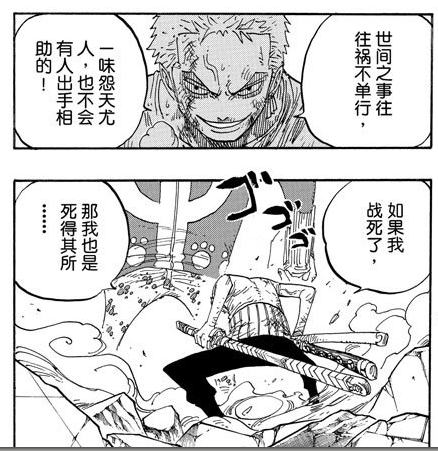 世间之事往
往祸不单行，
一味怨天尤
人，也不会
有人出手相
助的！
如果我
战死了，
ゴゴゴ
那我也是
死得其所
……